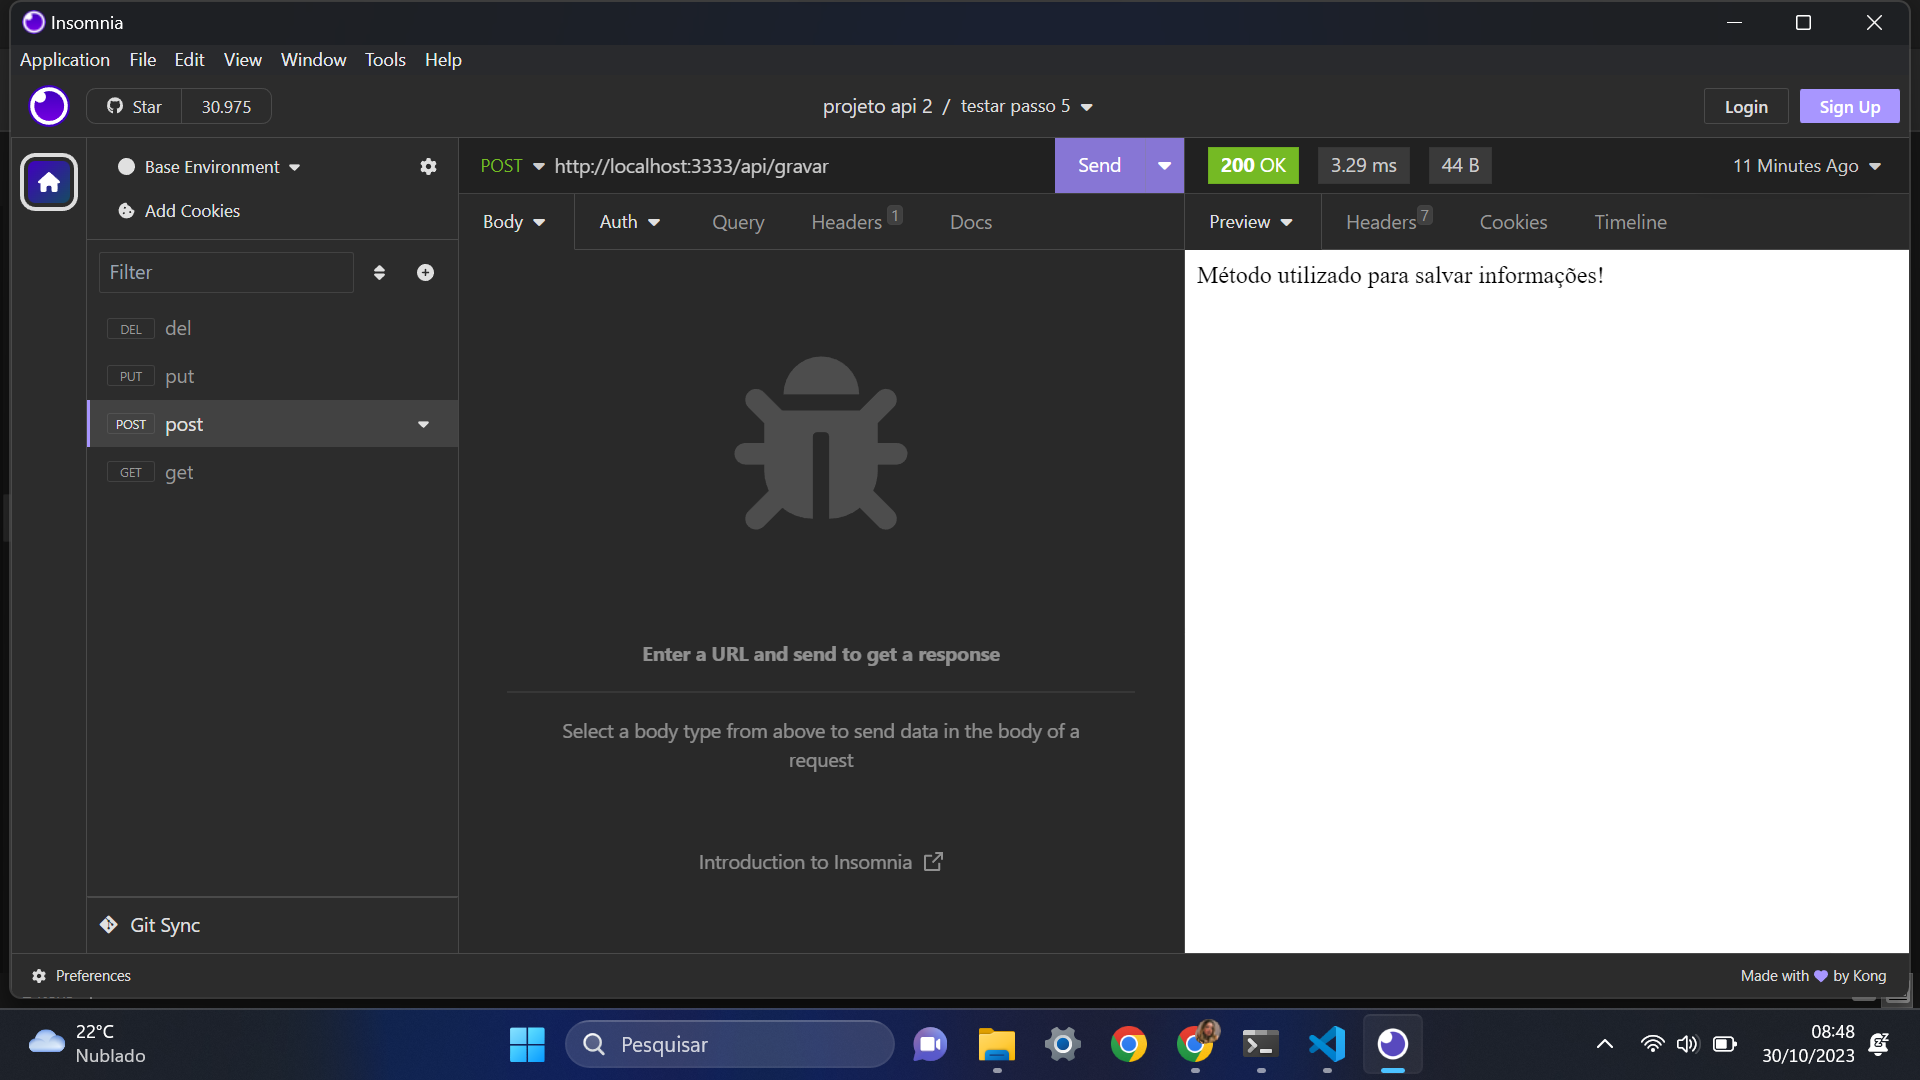 Insomnia
Application File Edit View Window Tools Help
Star 30.975
projeto api 2 / testar passo 5
Login Sign Up
Base Environment
Add Cookies
Filter
DEL del
PUT put
POST post
GET get
Git Sync
POST http://localhost:3333/api/gravar Send
Body Auth Query Headers 1 Docs
Enter a URL and send to get a response
Select a body type from above to send data in the body of a
request
Introduction to Insomnia
200 OK 3.29 ms 44 B 11 Minutes Ago
Preview Headers 7 Cookies Timeline
Método utilizado para salvar informações!
Preferences
Made with by Kong
22°C
Nublado
Pesquisar
08:48
30/10/2023